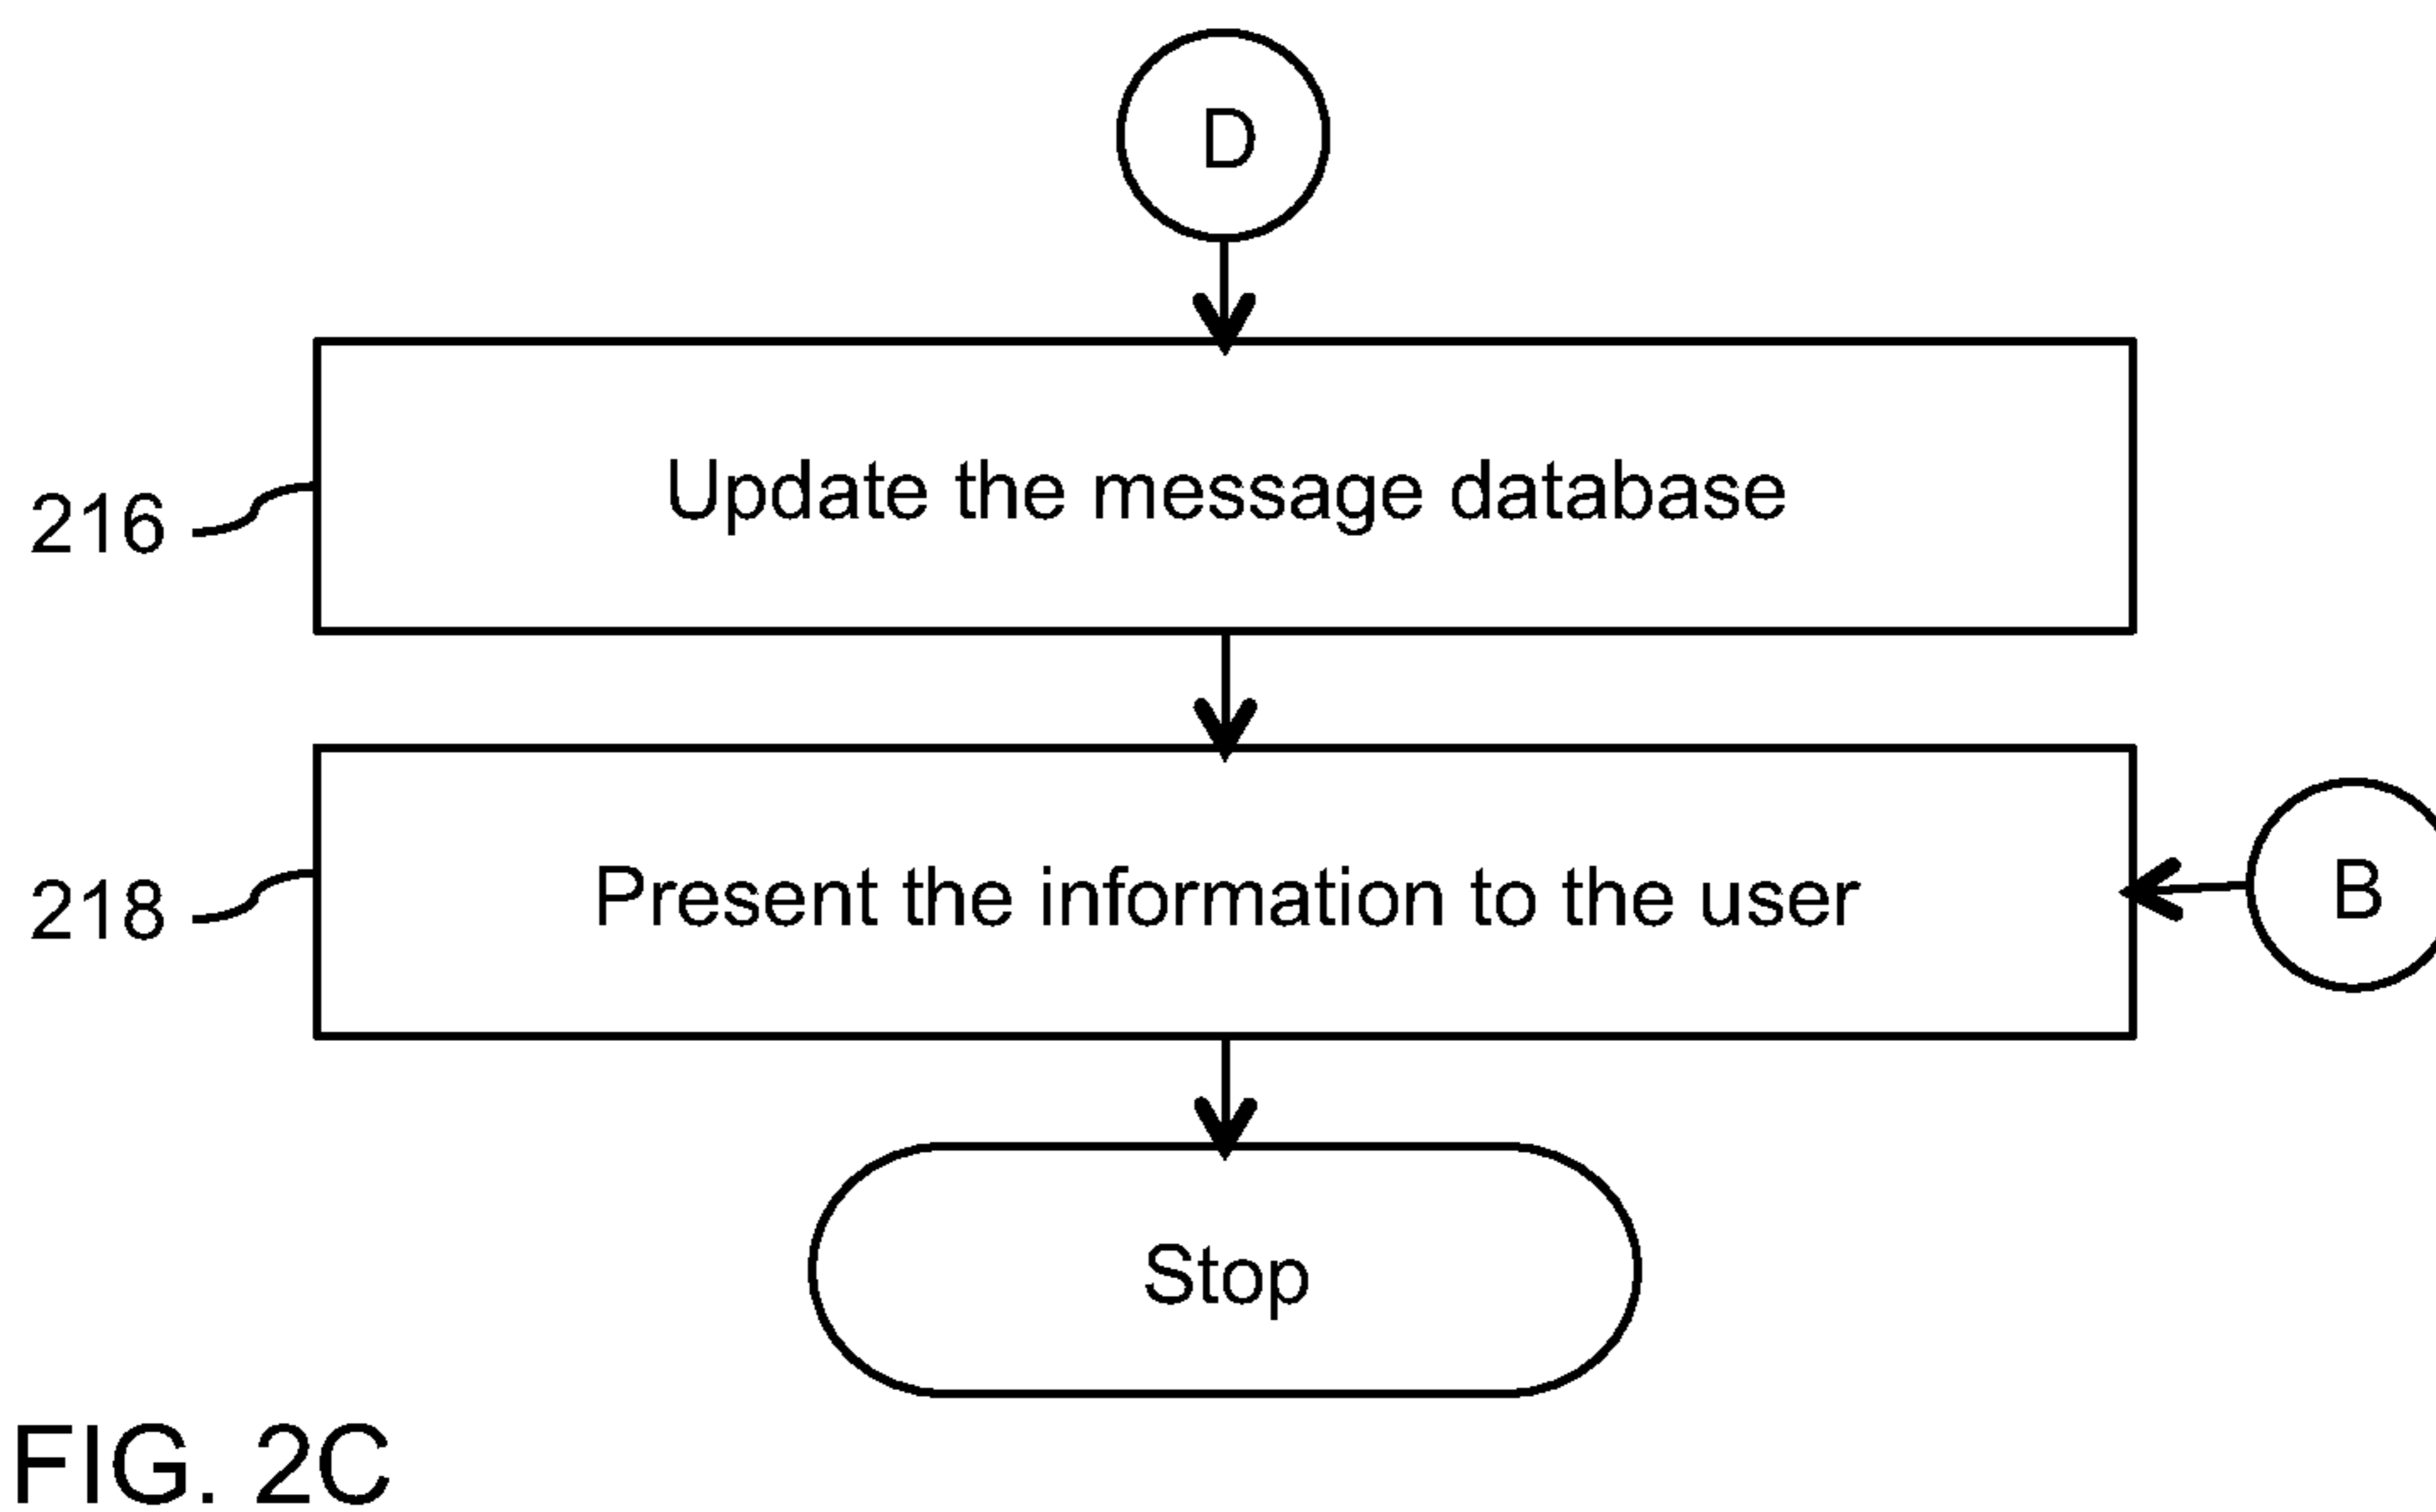 D
Update the message database
216
Present the information to the user
218
B
Stop
FIG. 2C